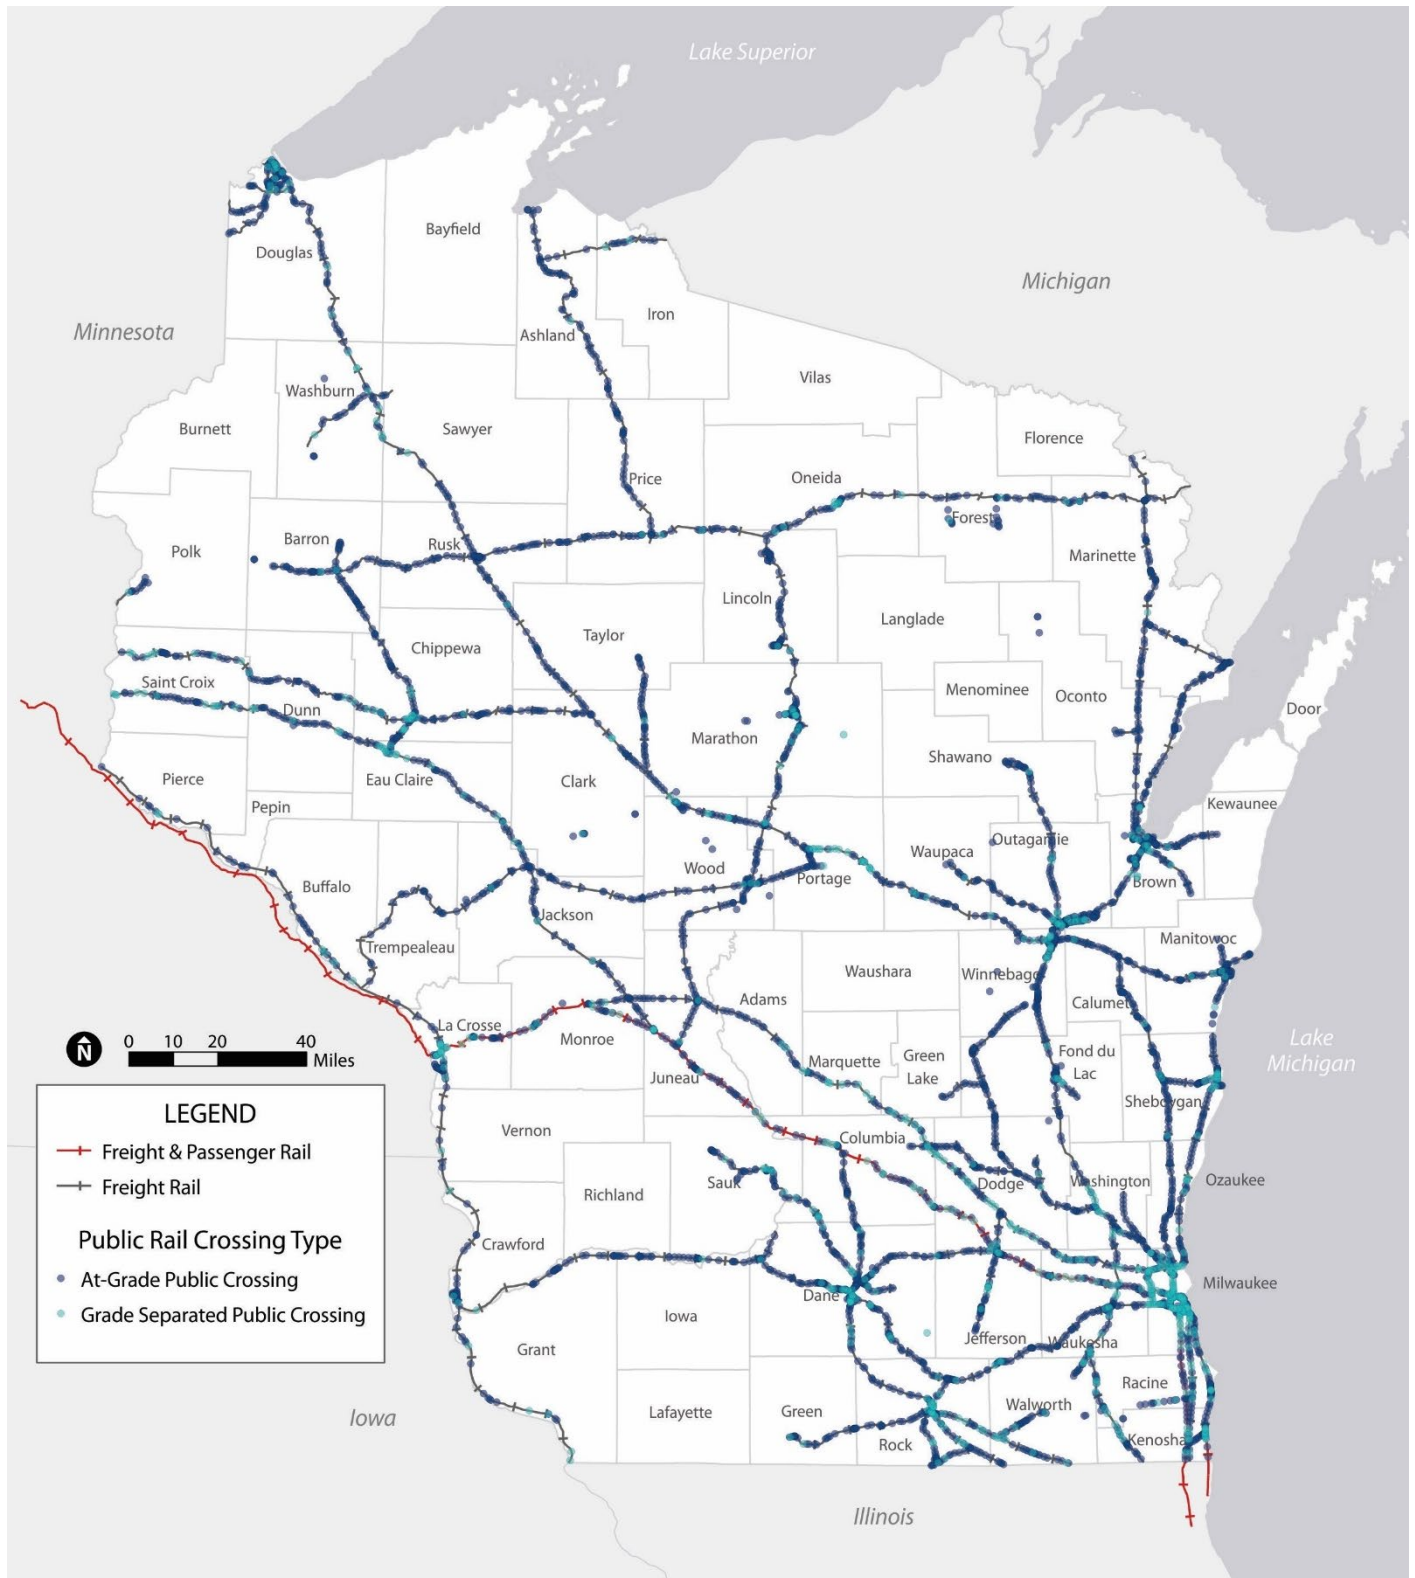 Lake Superior
Bayfield
Douglas
Michigan
Minnesota
Iron
Ashland
Vilas
Washburn
Burnett
Sawyer
Florence
Price
Oneida
Forest
Barron
Rusk
Polk
Marinette
Lincoln
Langlade
Taylor
Chippewa
Saint Croix
Menominee
Oconto
Dunn
Door
Marathon
Shawano
Pierce
Eau Claire
Clark
Pepin
Kewaunee
Outagamie
Waupaca
Wood
Portage
Brown
Buffalo
Jackson
Trempealeau
Manitowoc
Waushara
Winnebago
Adams
Calumet
La Crosse
Monroe
Lake
Michigan
N
0 10 20 40
Miles
Marquette
Green
Lake
Fond du
Lac
Juneau
Sheboygan
LEGEND
Freight & Passenger Rail
Freight Rail
Public Rail Crossing Type
At-Grade Public Crossing
Grade Separated Public Crossing
Vernon
Columbia
Sauk
Dodge
Washington
Ozaukee
Richland
Crawford
Milwaukee
Dane
Iowa
Jefferson
Waukesha
Grant
Racine
Iowa
Lafayette
Green
Walworth
Rock
Kenosha
Illinois